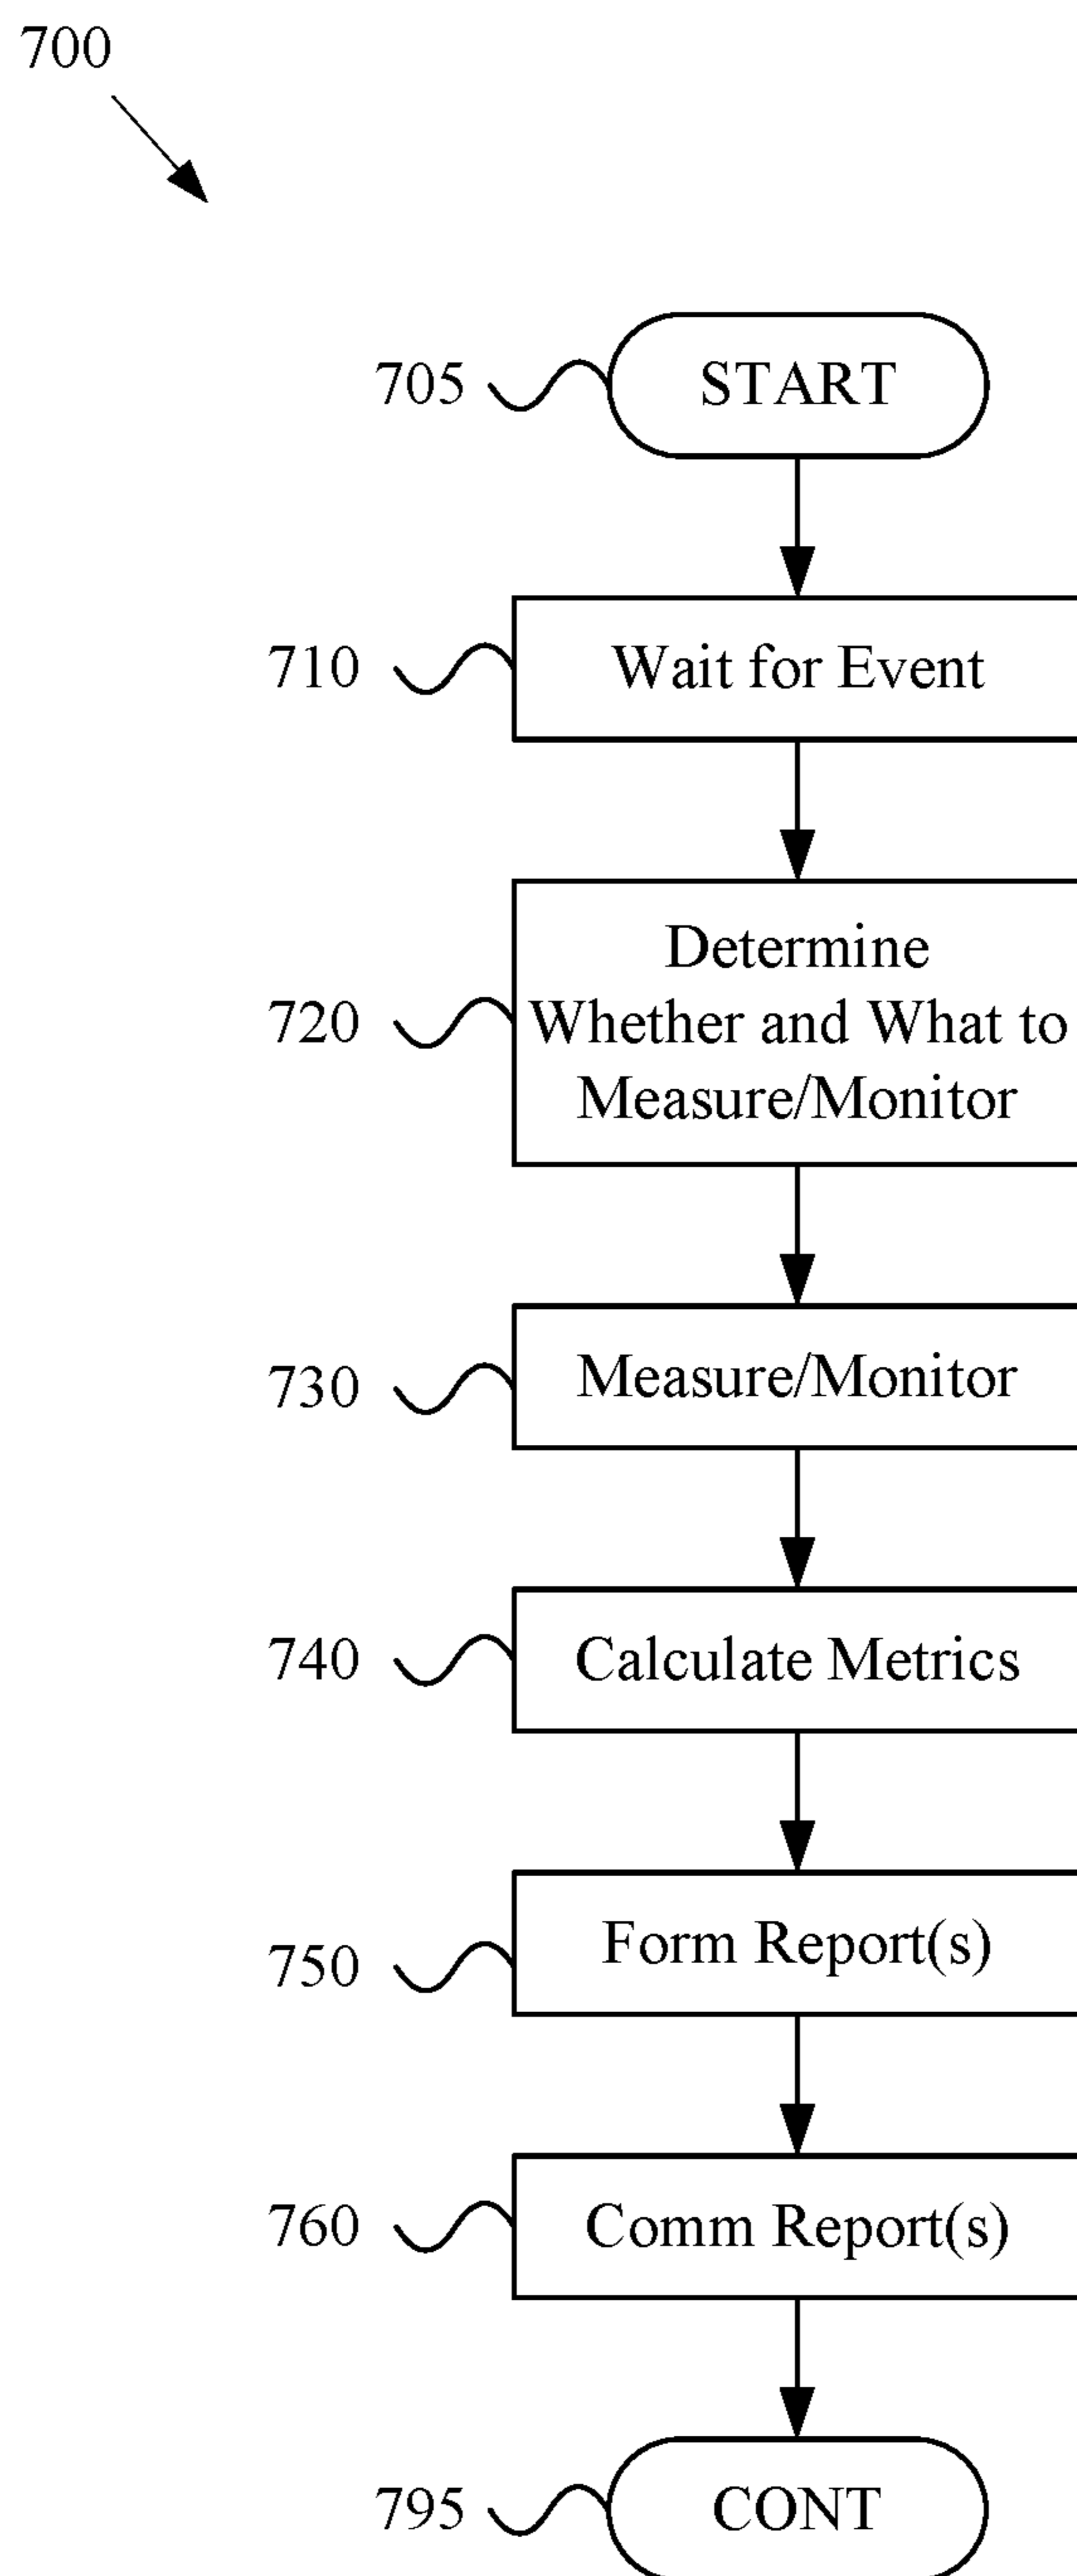 700
705 START
710 Wait for Event
Determine
720 Whether and What to
Measure/Monitor
730 Measure/Monitor
740 Calculate Metrics
750 Form Report(s)
760 Comm Report(s)
795 CONT